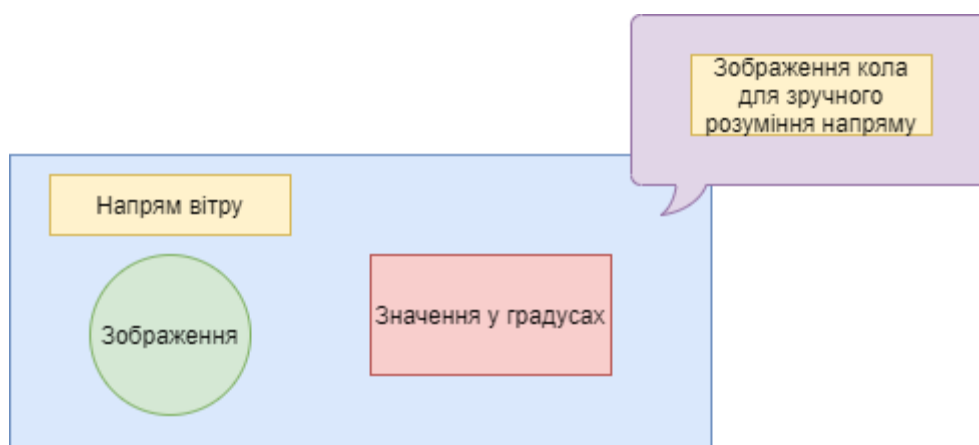 Зображення кола
для зручного
розуміння напряму
Напрям вітру
Зображення
Значення у градусах